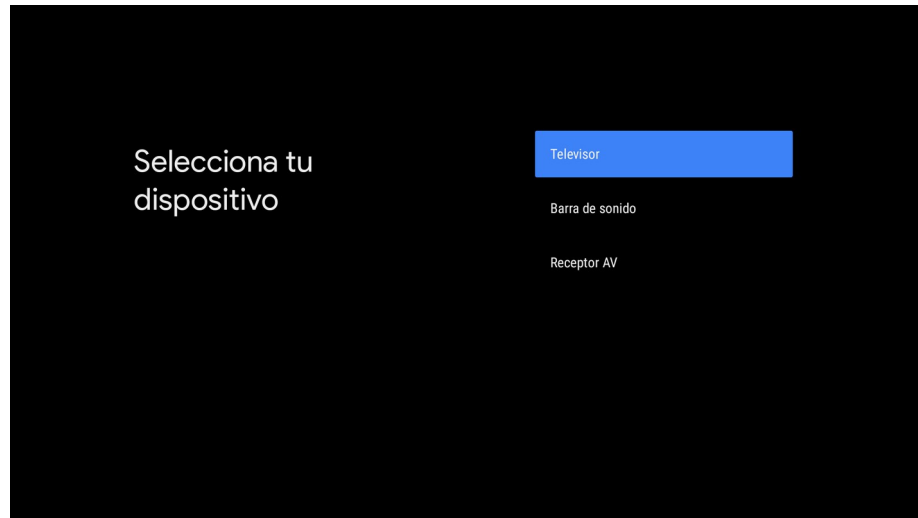 Selecciona tu
dispositivo
Televisor
Barra de sonido
Receptor AV